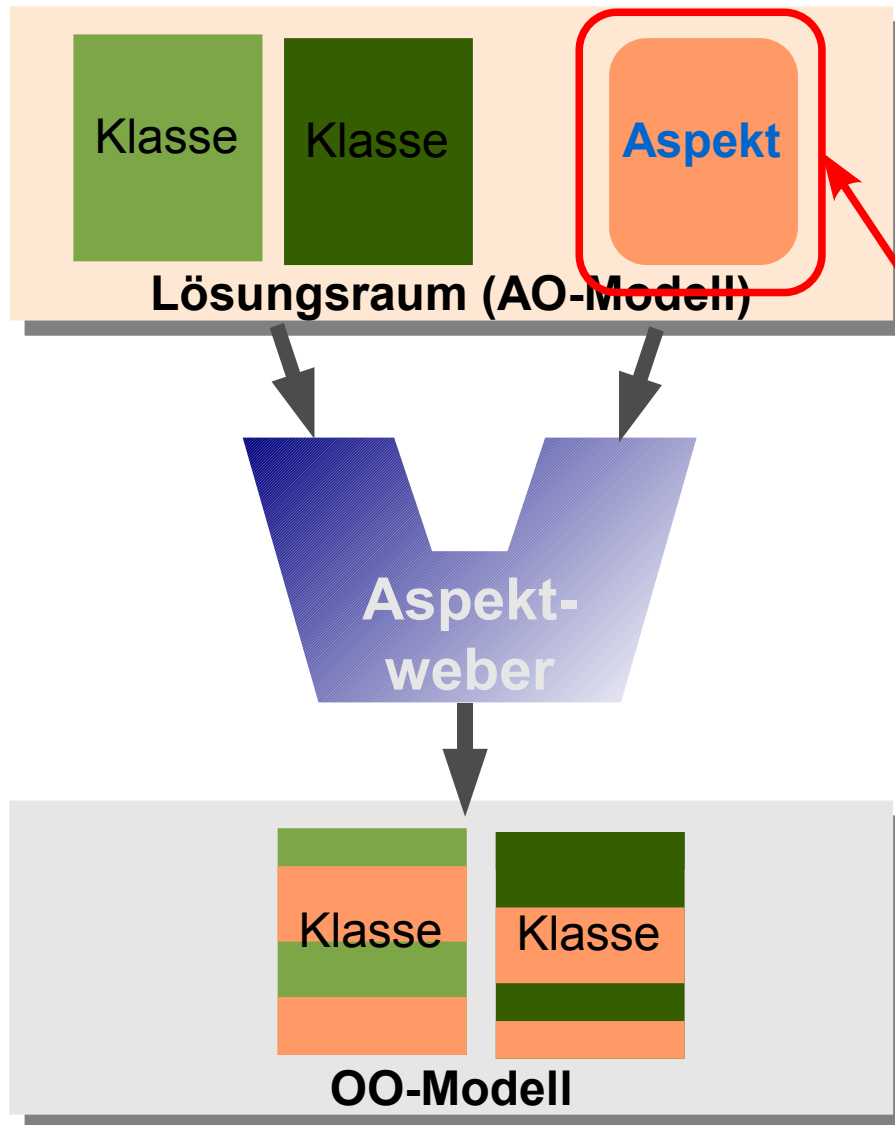 Klasse
Klasse
Aspekt
Lösungsraum (AO-Modell)
Aspekt-
weber
Klasse
Klasse
OO-Modell